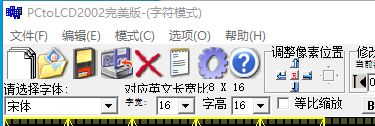 PCtoLCD2002完美版-(字符模式)
文件(F) 编辑(E) 模式(C) 选项(O) 帮助(H)
调整像素位置
请选择字体: 对应英文长宽比8 X 16
宋体 字宽: 16 字高 16 等比缩放 B